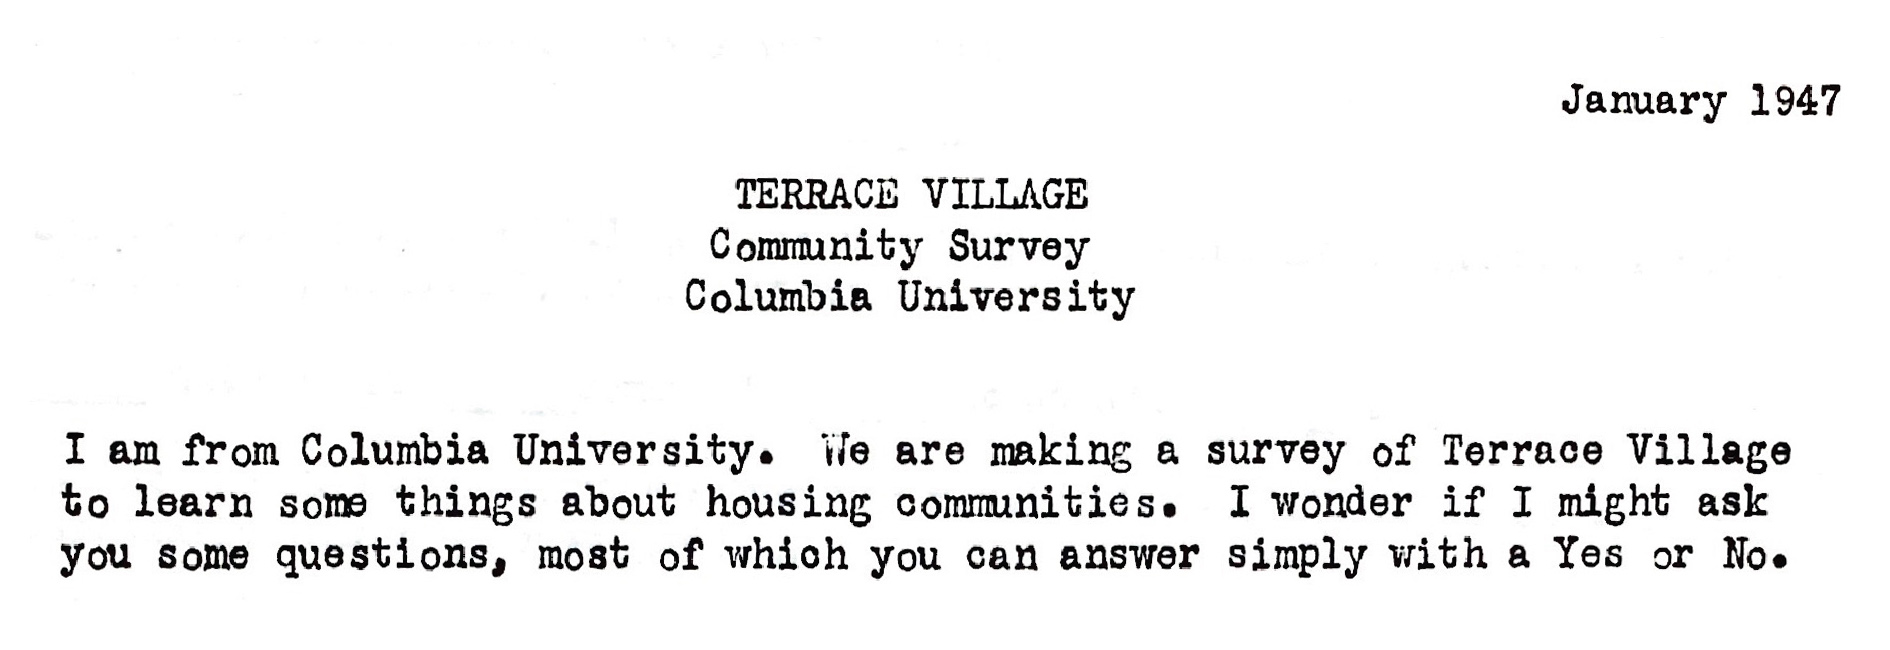 January 1947
TERRACE VILLAGE
Community Survey
Columbia University
I am from Columbia University. We are making a survey of Terrace Village
to learn some things about housing communities. I wonder if I might ask
you some questions, most of which you can answer simply with a Yes or No.